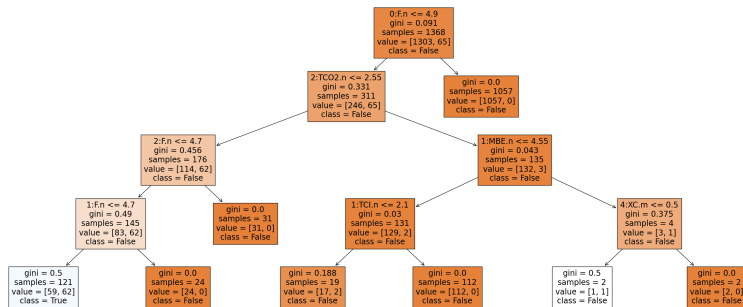 0:F.n <= 4.9
gini = 0.091
samples = 1368
value = [1303, 65]
class = False
2:TCO2.n <= 2.55
gini = 0.331
samples = 311
value = [246, 65]
class = False
gini = 0.0
samples = 1057
value = [1057, 0]
class = False
2:F.n <= 4.7
gini = 0.456
samples = 176
value = [114, 62]
class = False
1:MBE.n <= 4.55
gini = 0.043
samples = 135
value = [132, 3]
class = False
1:F.n <= 4.7
gini = 0.49
samples = 145
value = [83, 62]
class = False
gini = 0.0
samples = 31
value = [31, 0]
class = False
1:TCI.n <= 2.1
gini = 0.03
samples = 131
value = [129, 2]
class = False
4:XC.m <= 0.5
gini = 0.375
samples = 4
value = [3, 1]
class = False
gini = 0.5
samples = 121
value = [59, 62]
class = True
gini = 0.0
samples = 24
value = [24, 0]
class = False
gini = 0.188
samples = 19
value = [17, 2]
class = False
gini = 0.0
samples = 112
value = [112, 0]
class = False
gini = 0.5
samples = 2
value = [1, 1]
class = False
gini = 0.0
samples = 2
value = [2, 0]
class = False